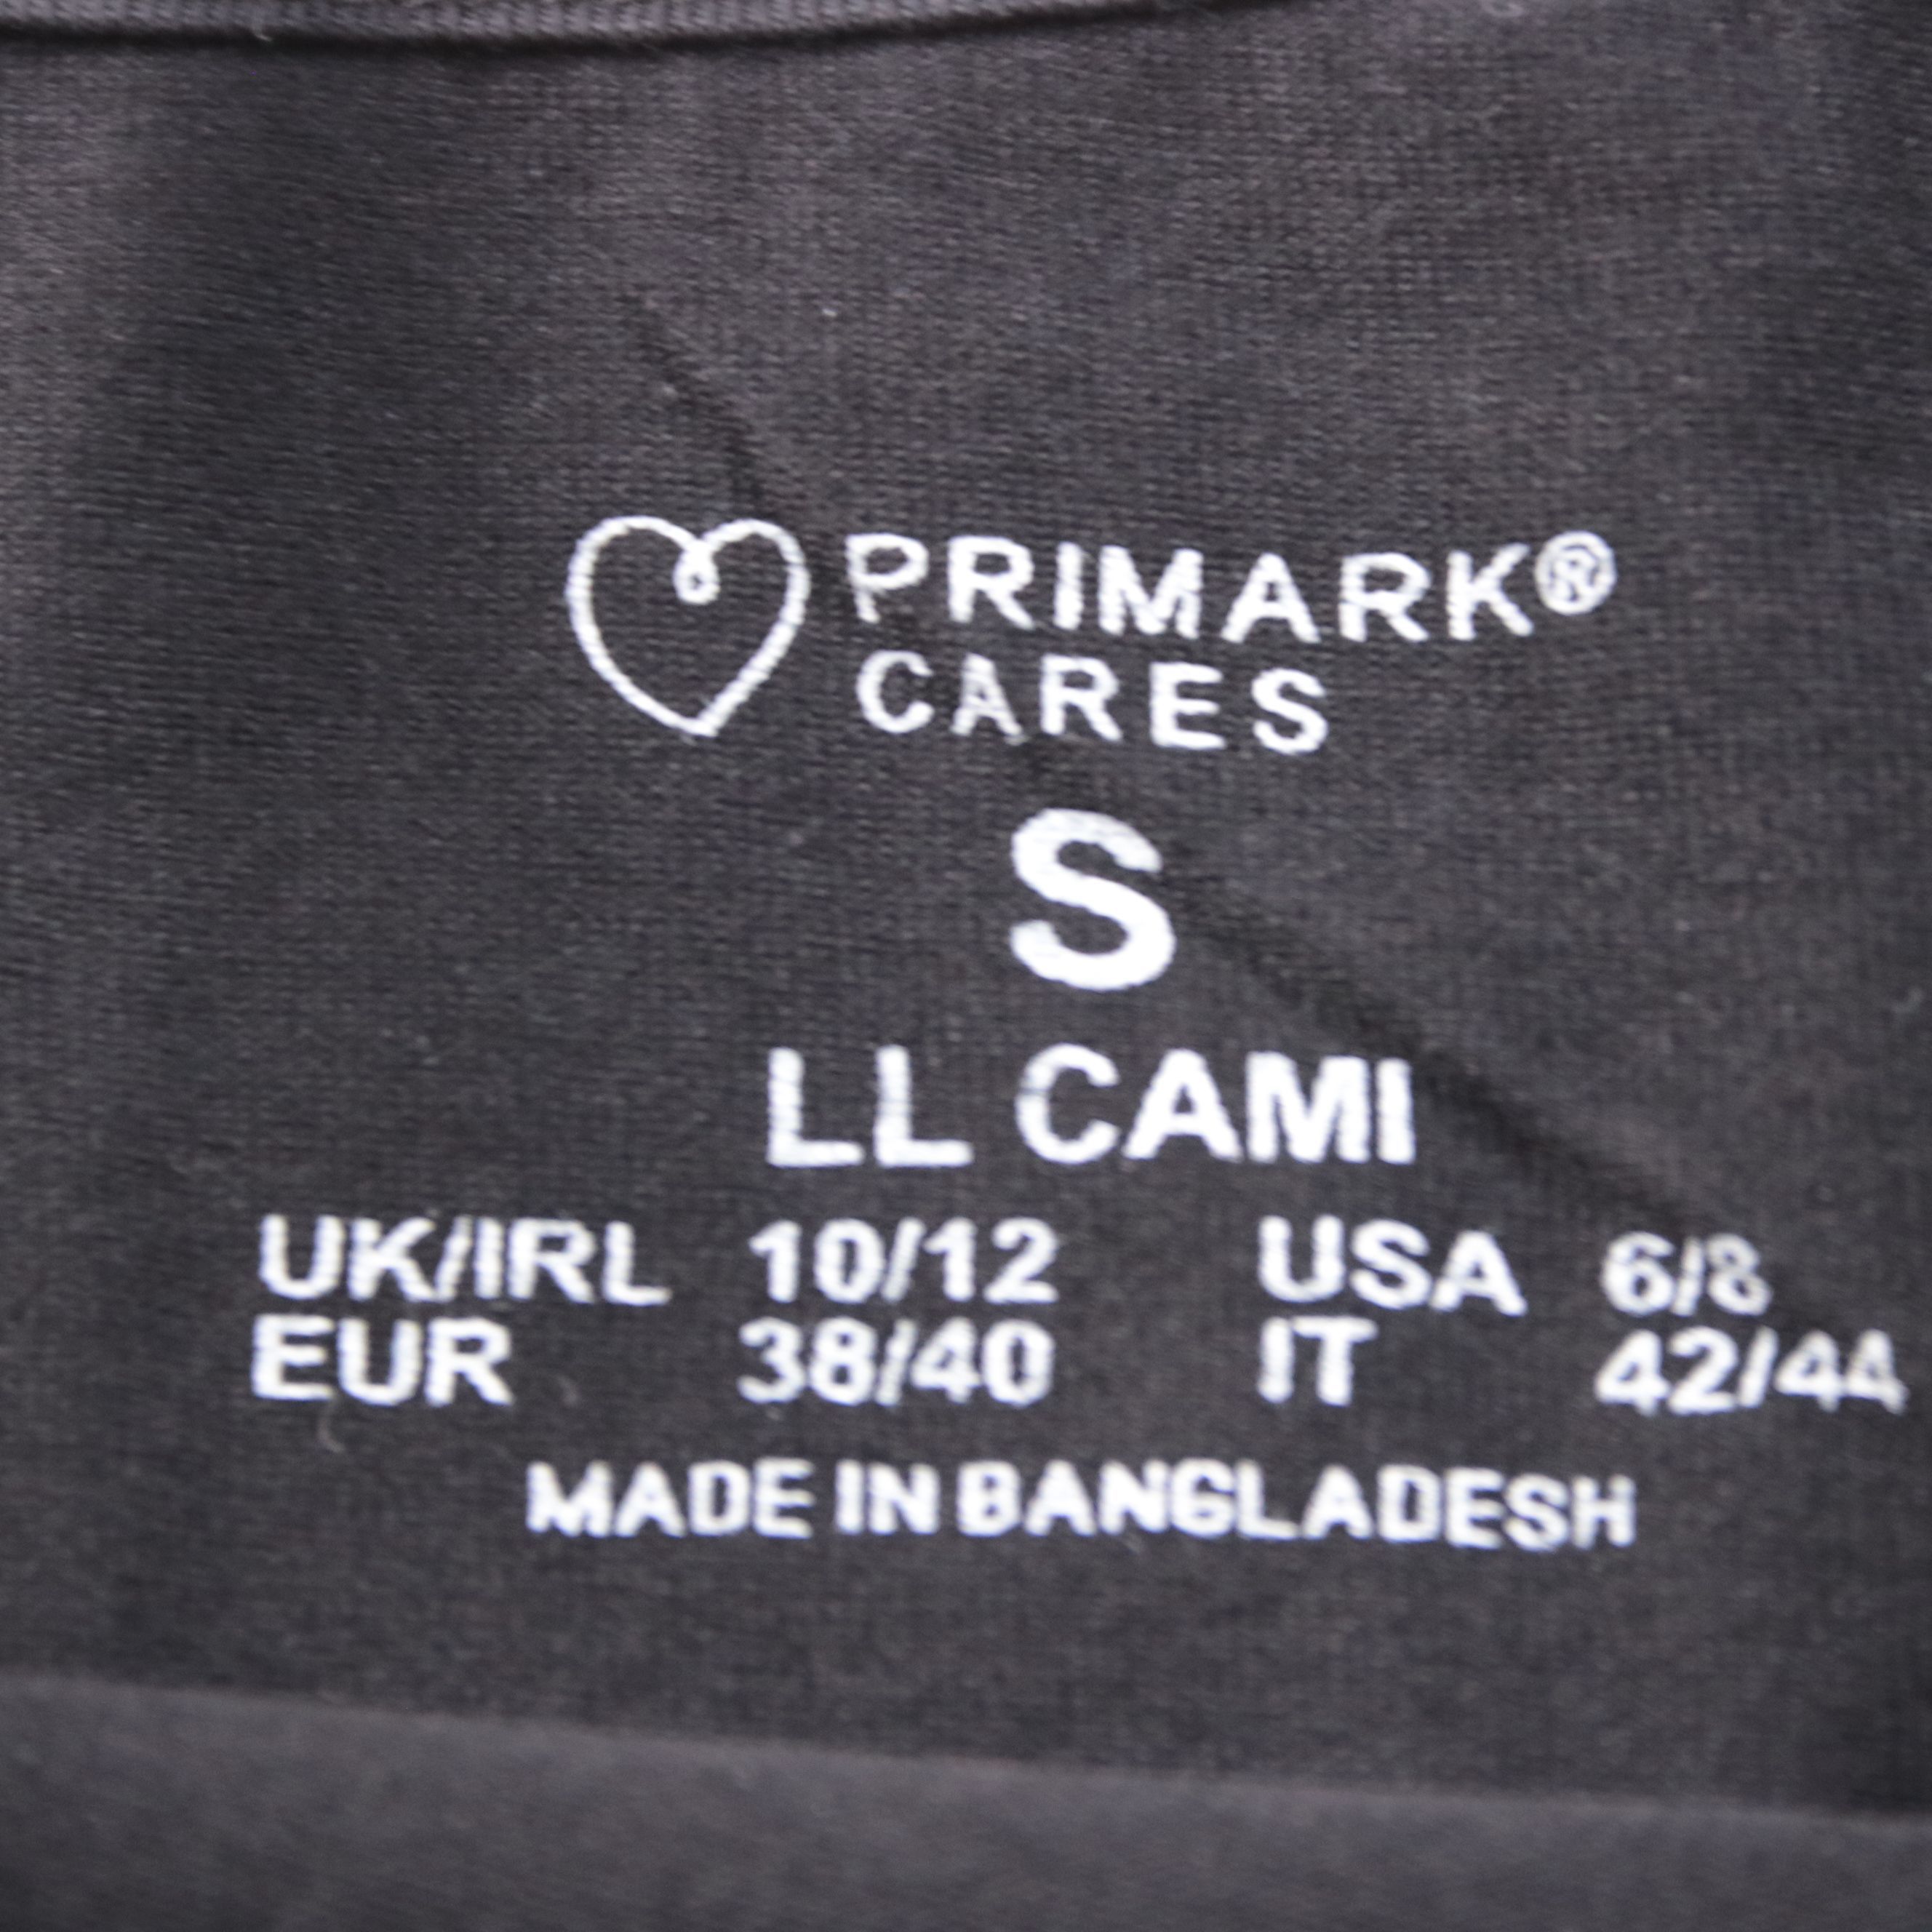 PRIMARK®
CARES
S
LL CAMI
UK/IRL 10/12 USA 6/8
EUR 38/40 IT 42/44
MADE IN BANGLADESH